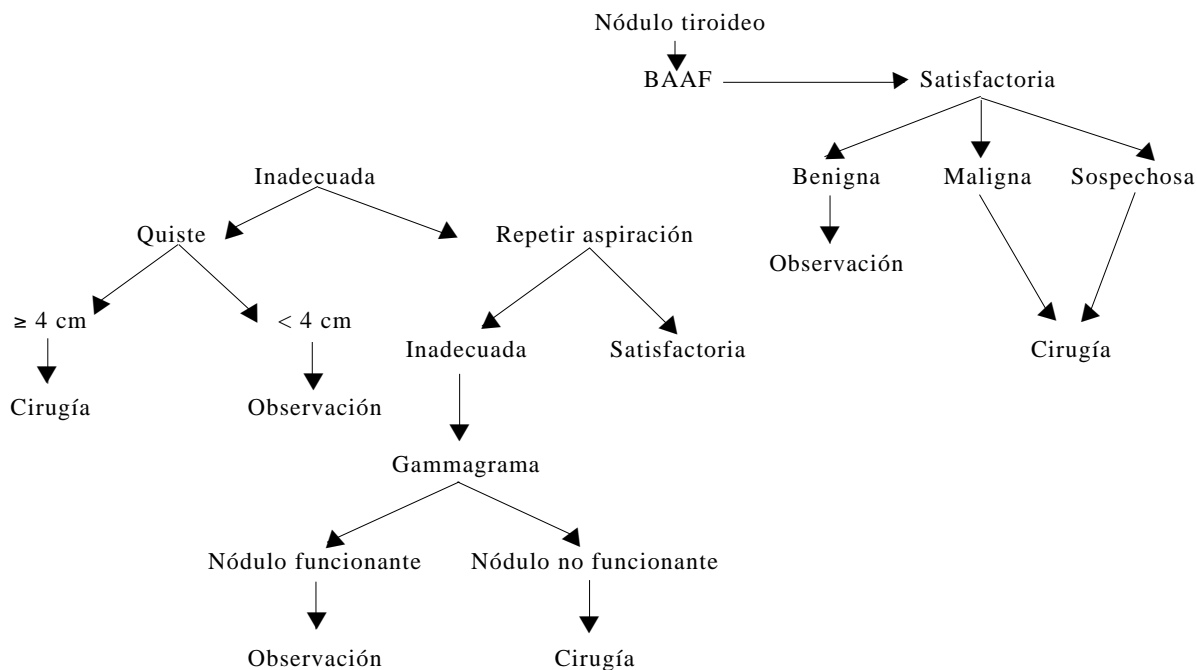 Nódulo tiroideo
BAAF
Satisfactoria
Inadecuada
Benigna
Maligna
Sospechosa
Quiste
Repetir aspiración
Observación
≥ 4 cm
< 4 cm
Inadecuada
Satisfactoria
Cirugía
Cirugía
Observación
Gammagrama
Nódulo funcionante
Nódulo no funcionante
Observación
Cirugía